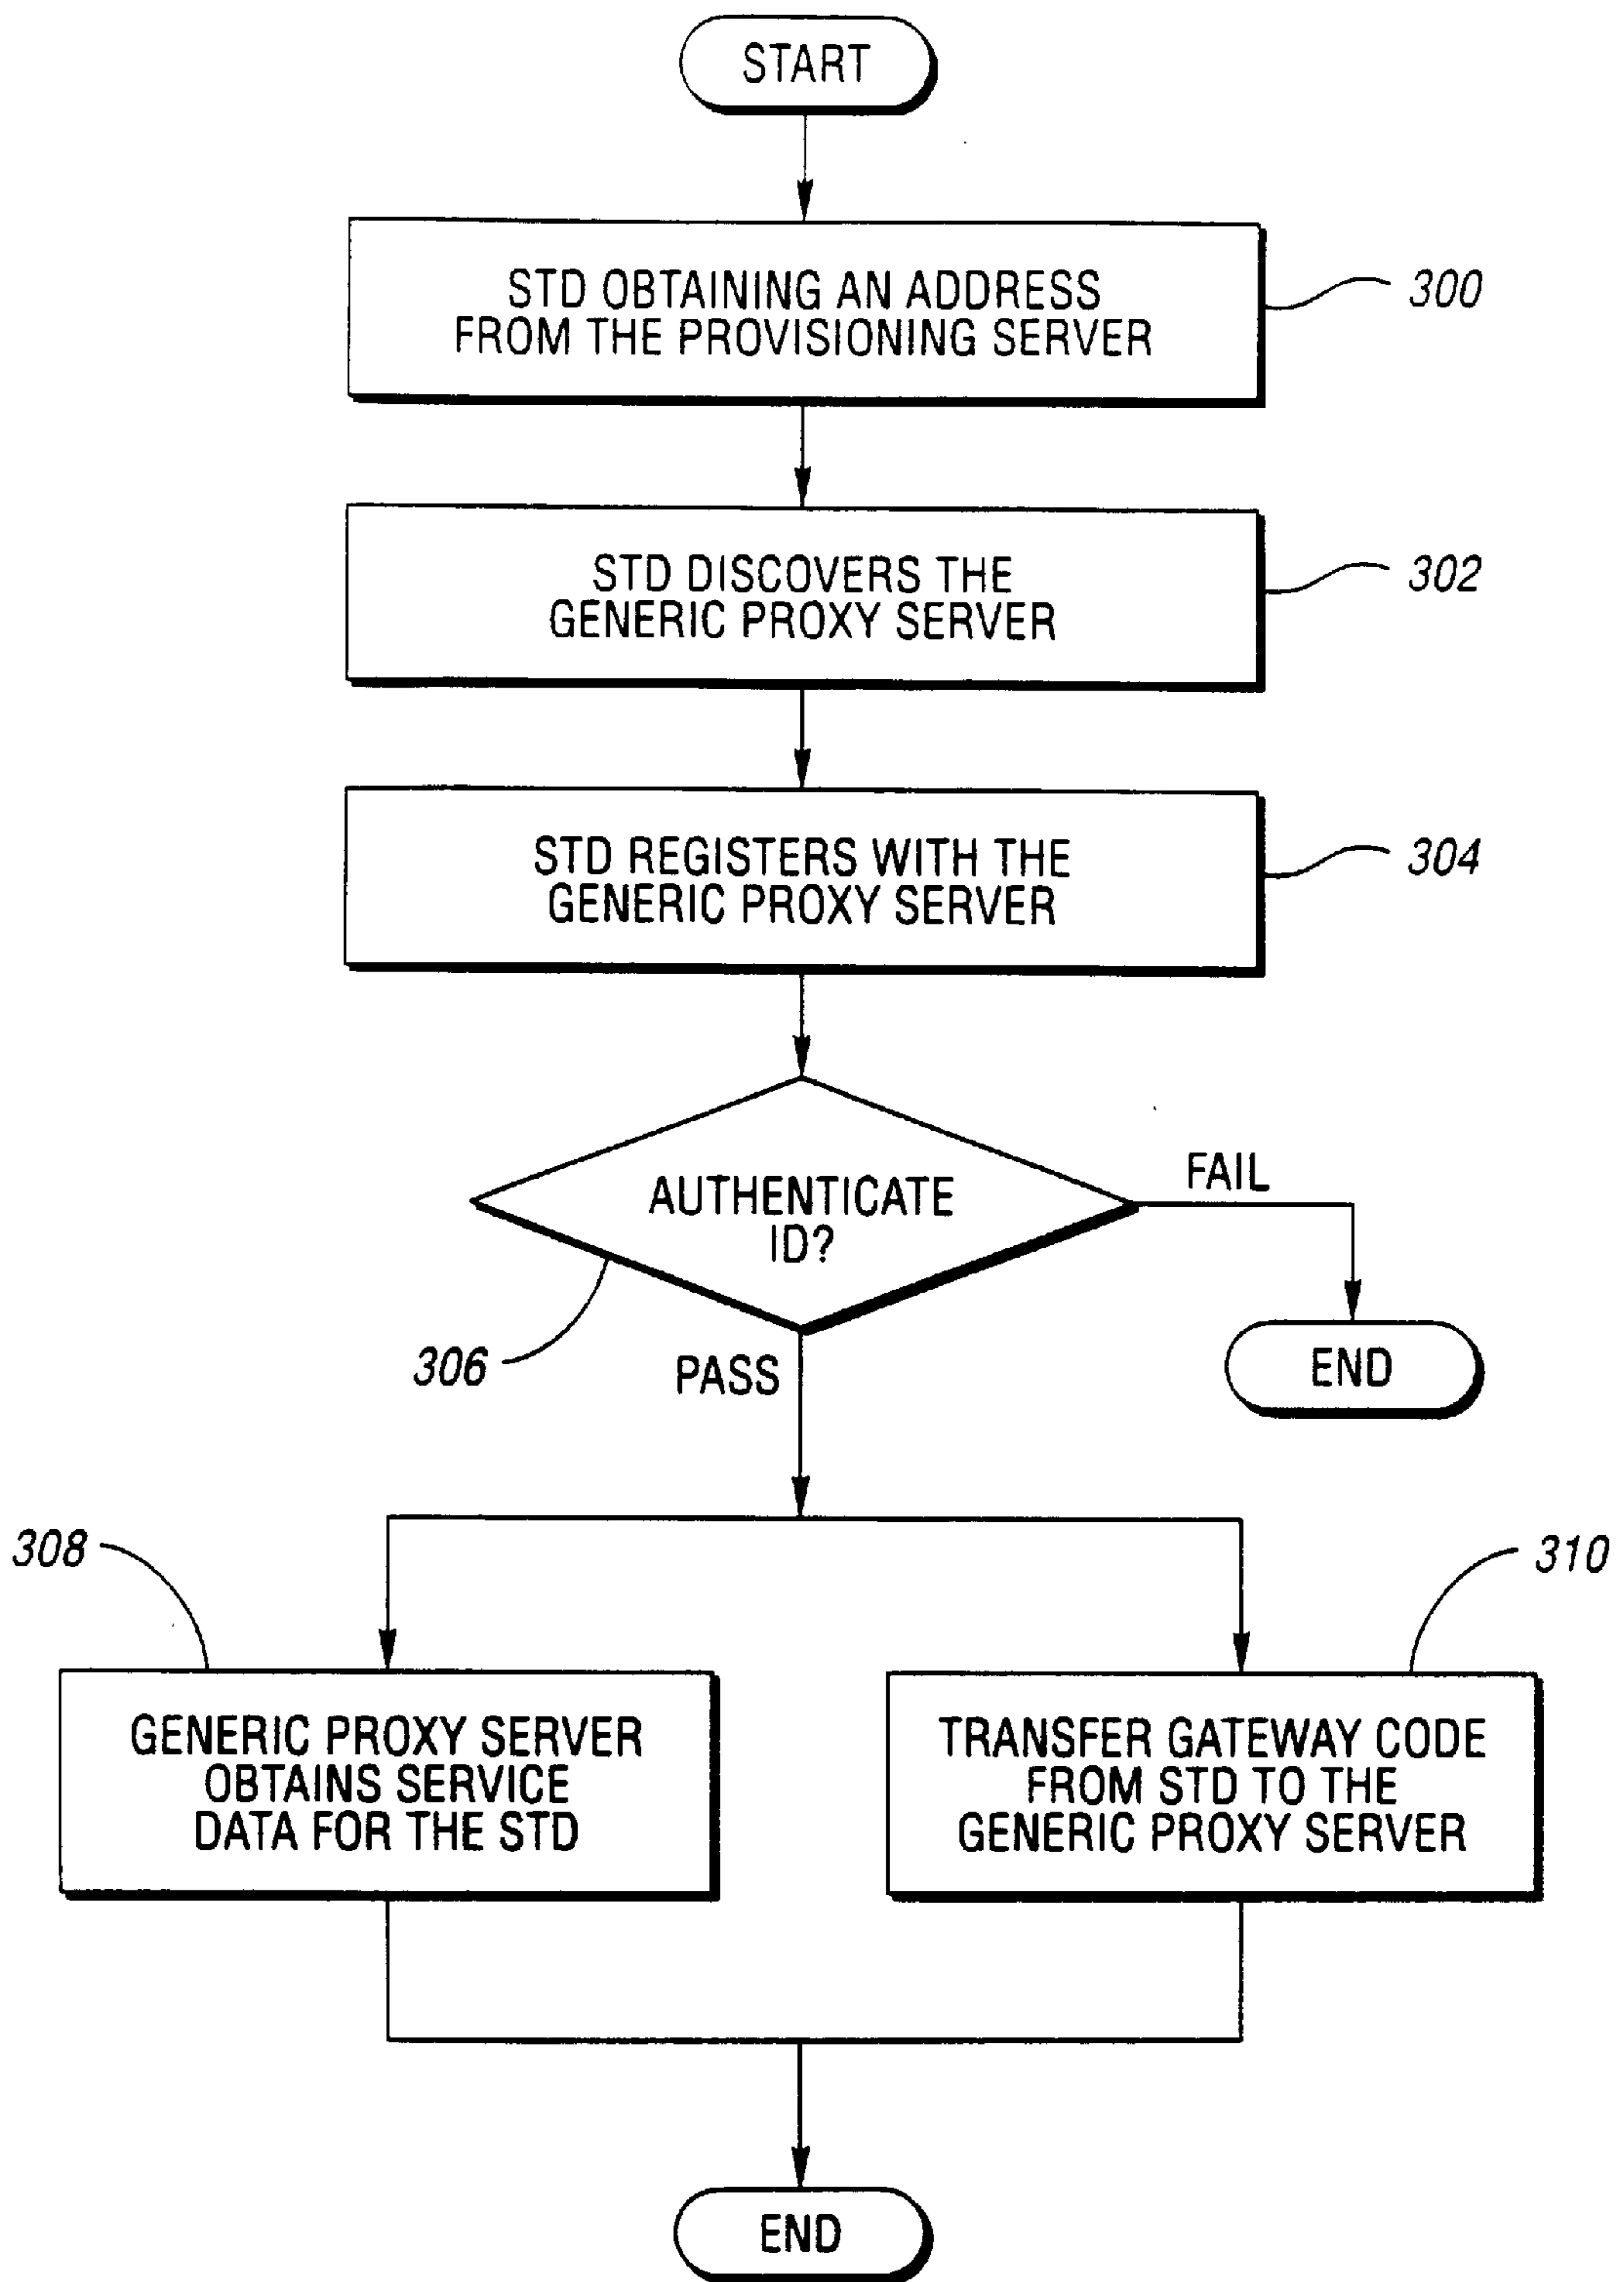 START
STD OBTAINING AN ADDRESS
FROM THE PROVISIONING SERVER
300
STD DISCOVERS THE
GENERIC PROXY SERVER
302
STD REGISTERS WITH THE
GENERIC PROXY SERVER
304
AUTHENTICATE
ID?
FAIL
306
PASS
END
308
310
GENERIC PROXY SERVER
OBTAINS SERVICE
DATA FOR THE STD
TRANSFER GATEWAY CODE
FROM STD TO THE
GENERIC PROXY SERVER
END